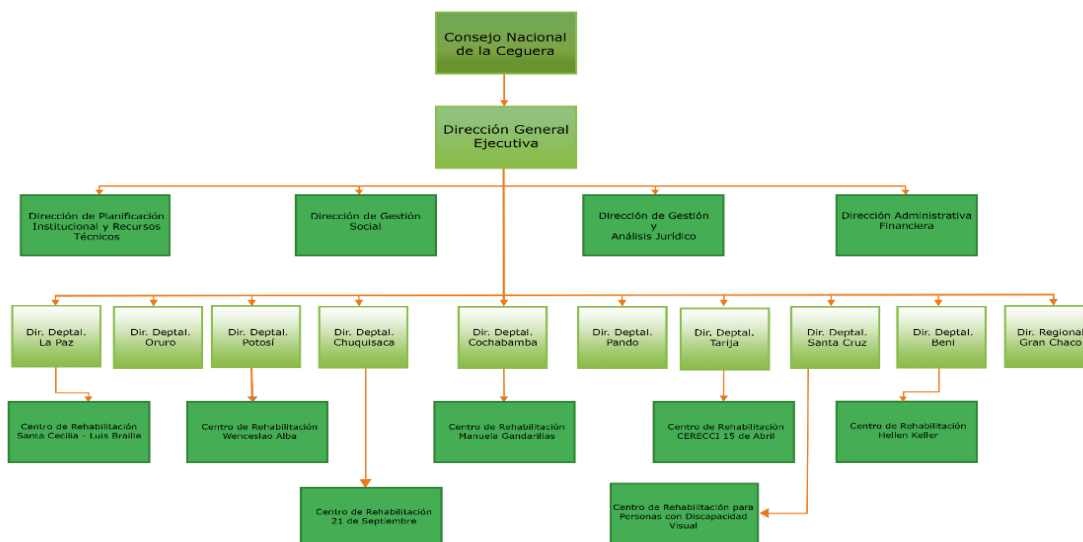 Consejo Nacional
de la Ceguera
Dirección General
Ejecutiva
Dirección de Planificación
Institucional y Recursos
Técnicos
Dirección de Gestión
Social
Dirección de Gestión
y
Análisis Jurídico
Dirección Administrativa
Financiera
Dir. Deptal.
La Paz
Dir. Deptal.
Oruro
Dir. Deptal.
Potosí
Dir. Deptal.
Chuquisaca
Dir. Deptal.
Cochabamba
Dir. Deptal.
Pando
Dir. Deptal.
Tarija
Dir. Deptal.
Santa Cruz
Dir. Deptal.
Beni
Dir. Regional
Gran Chaco
Centro de Rehabilitación
Santa Cecilia - Luis Braille
Centro de Rehabilitación
Wenceslao Alba
Centro de Rehabilitación
Manuela Gandarillas
Centro de Rehabilitación
CERECCI 15 de Abril
Centro de Rehabilitación
Hellen Keller
Centro de Rehabilitación
21 de Septiembre
Centro de Rehabilitación para
Personas con Discapacidad
Visual